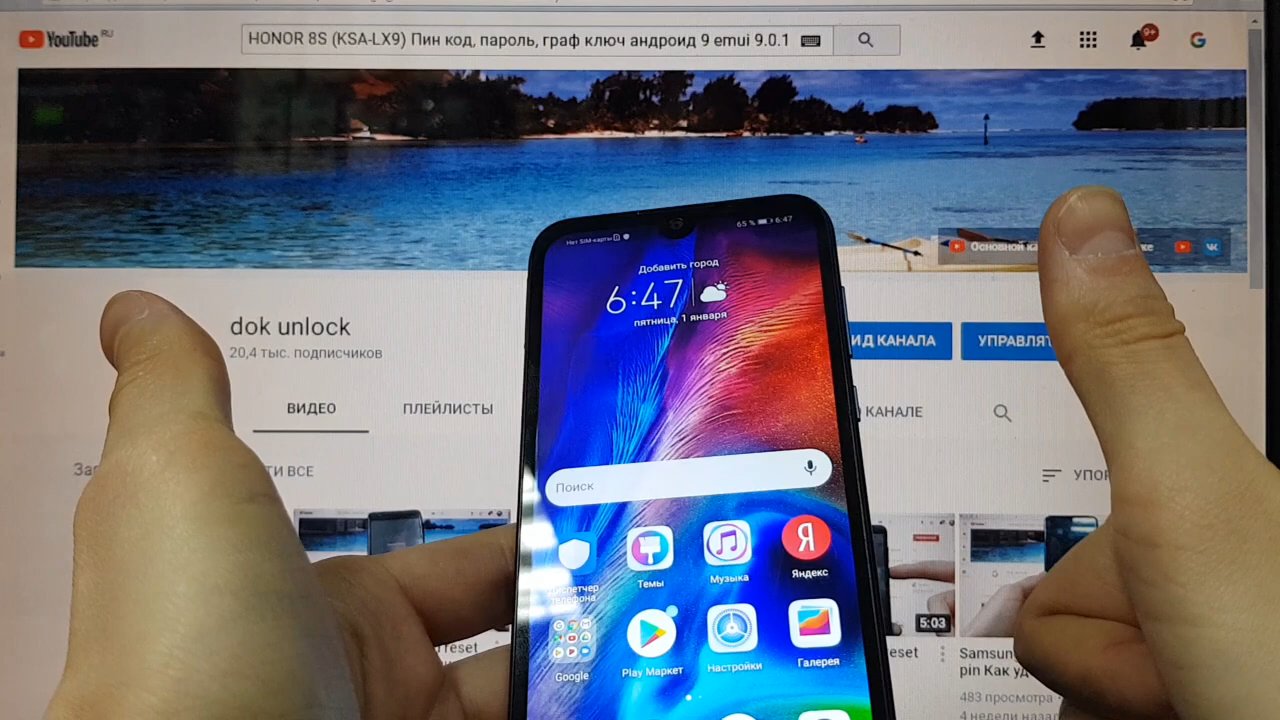 YouTube RU
HONOR 8S (KSA-LX9) Пин код, пароль, граф ключ андроид 9 emui 9.0.1
9+
G
Основной
dok unlock
20,4 тыс. подписчиков
ИД КАНАЛА
УПРАВЛЯТ
ВИДЕО
ПЛЕЙЛИСТЫ
КАНАЛЕ
ТИ ВСЕ
УПОР
Нет SIM-карты
65 % 6:47
Добавить город
6:47
пятница, 1 января
Поиск
Диспетчер телефона
Темы
Музыка
Я
Яндекс
Google
Play Маркет
Настройки
Галерея
5:03
reset
Samsun
pin Как уд
483 просмотра
4 недели назад